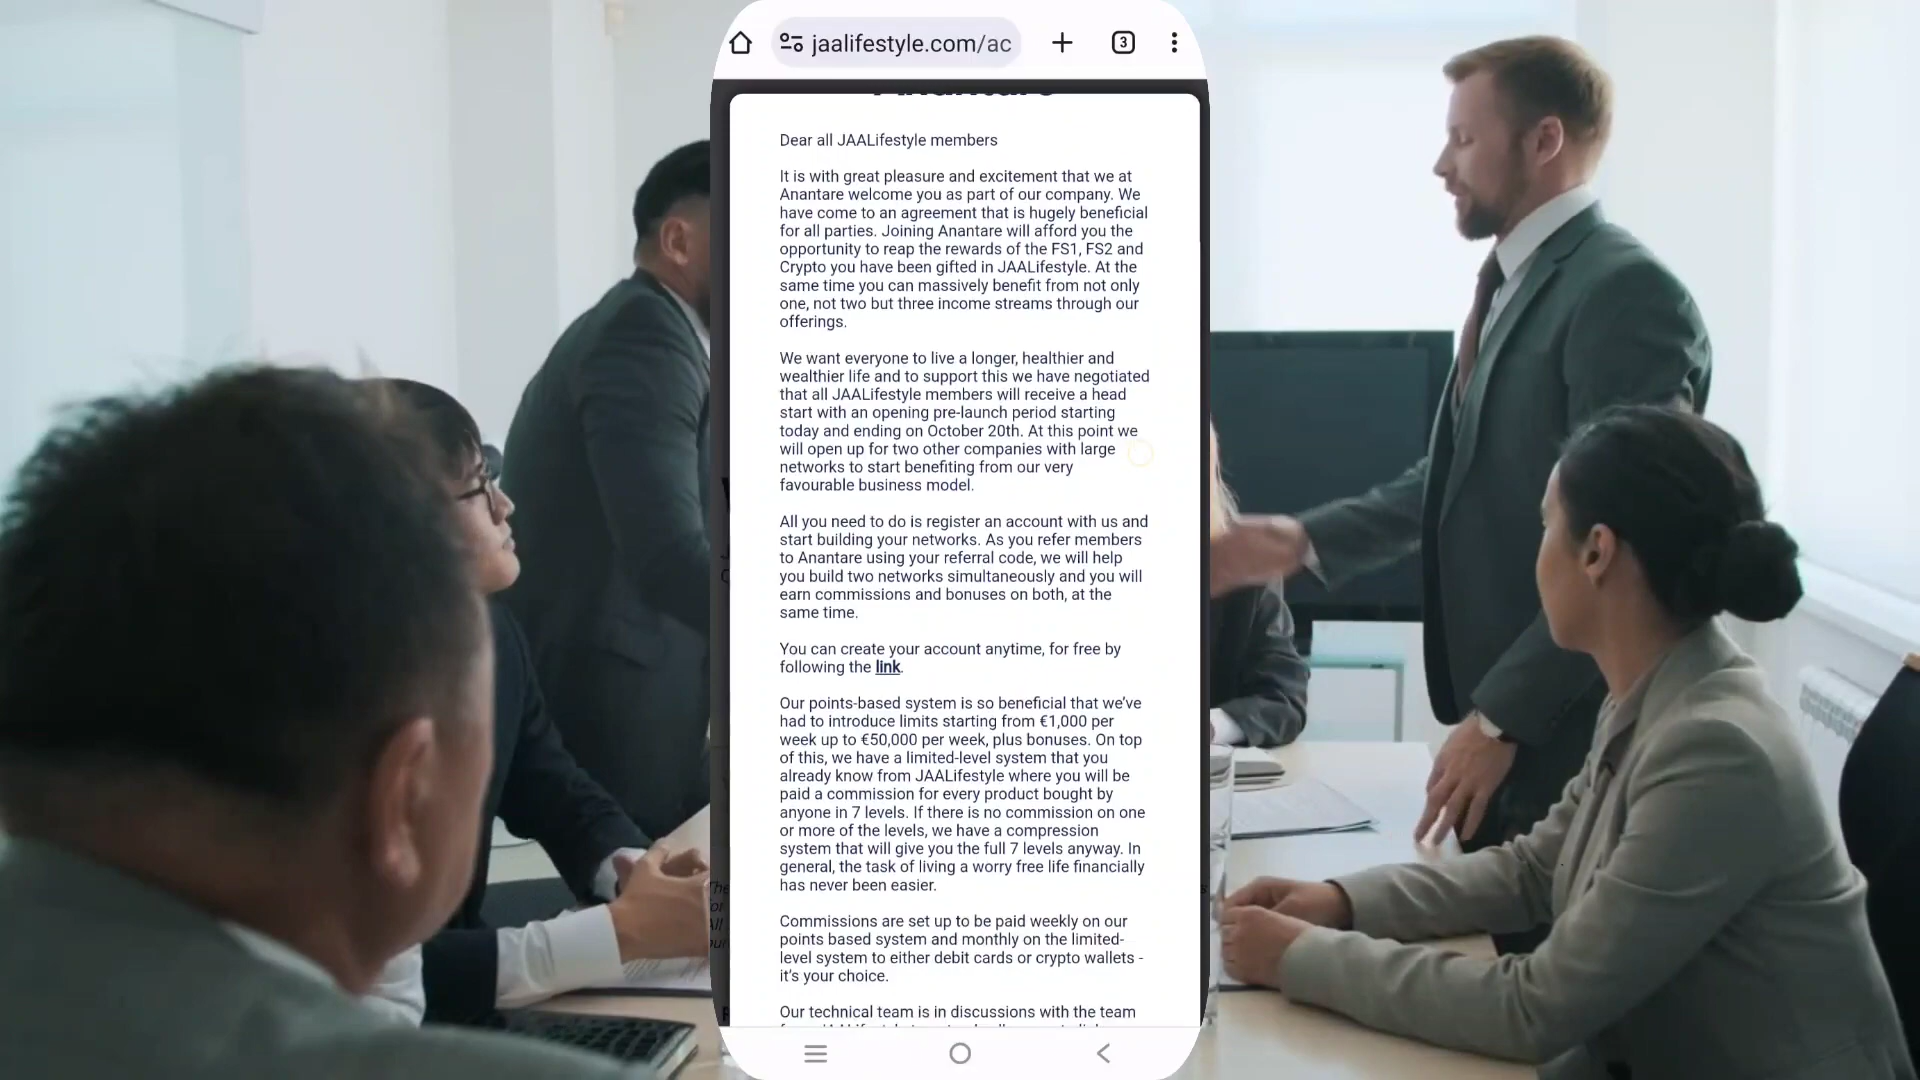 jaalifestyle.com/ac
3
Dear all JAALifestyle members
It is with great pleasure and excitement that we at
Anantare welcome you as part of our company. We
have come to an agreement that is hugely beneficial
for all parties. Joining Anantare will afford you the
opportunity to reap the rewards of the FS1, FS2 and
Crypto you have been gifted in JAALifestyle. At the
same time you can massively benefit from not only
one, not two but three income streams through our
offerings.
We want everyone to live a longer, healthier and
wealthier life and to support this we have negotiated
that all JAALifestyle members will receive a head
start with an opening pre-launch period starting
today and ending on October 20th. At this point we
will open up for two other companies with large
networks to start benefiting from our very
favourable business model.
All you need to do is register an account with us and
start building your networks. As you refer members
to Anantare using your referral code, we will help
you build two networks simultaneously and you will
earn commissions and bonuses on both, at the
same time.
You can create your account anytime, for free by
following the link.
Our points-based system is so beneficial that we’ve
had to introduce limits starting from €1,000 per
week up to €50,000 per week, plus bonuses. On top
of this, we have a limited-level system that you
already know from JAALifestyle where you will be
paid a commission for every product bought by
anyone in 7 levels. If there is no commission on one
or more of the levels, we have a compression
system that will give you the full 7 levels anyway. In
general, the task of living a worry free life financially
has never been easier.
Commissions are set up to be paid weekly on our
points based system and monthly on the limited-
level system to either debit cards or crypto wallets -
it’s your choice.
Our technical team is in discussions with the team